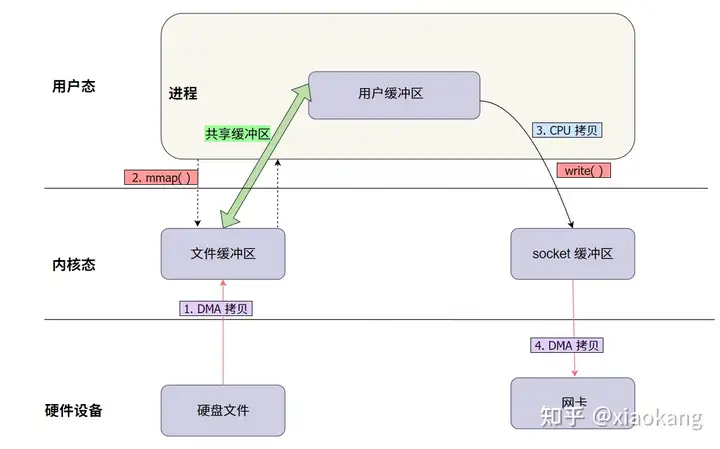 用户态
进程
用户缓冲区
共享缓冲区
3. CPU 拷贝
2. mmap( )
write( )
内核态
文件缓冲区
socket 缓冲区
1. DMA 拷贝
4. DMA 拷贝
硬件设备
硬盘文件
网卡
知乎 @xiaokang